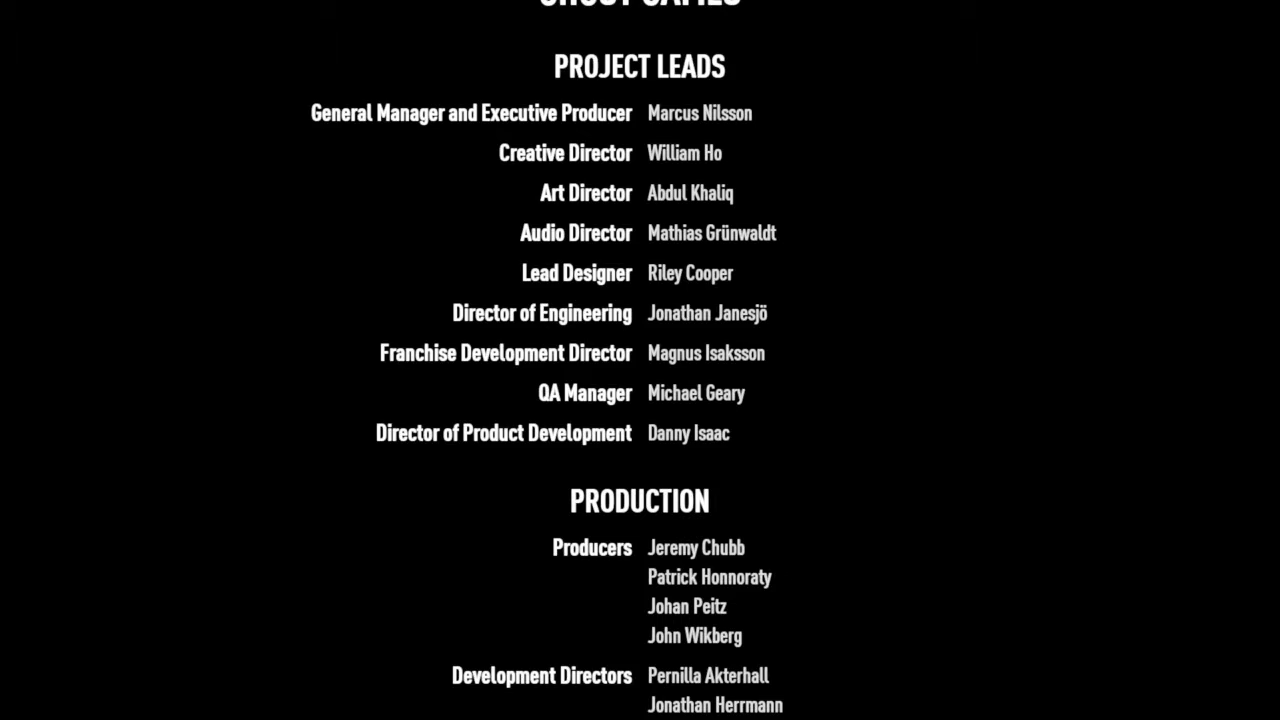 PROJECT LEADS
General Manager and Executive Producer Marcus Nilsson
Creative Director William Ho
Art Director Abdul Khaliq
Audio Director Mathias Grünwaldt
Lead Designer Riley Cooper
Director of Engineering Jonathan Janesjö
Franchise Development Director Magnus Isaksson
QA Manager Michael Geary
Director of Product Development Danny Isaac
PRODUCTION
Producers Jeremy Chubb
Patrick Honnoraty
Johan Peitz
John Wikberg
Development Directors Pernilla Akterhall
Jonathan Herrmann